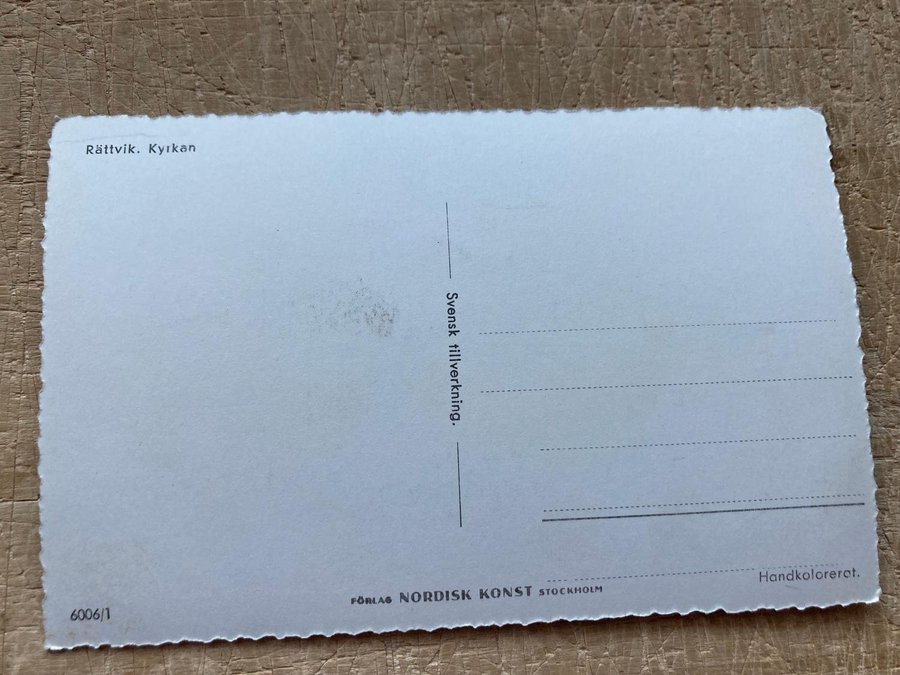 Rättvik. Kyrkan
Svensk tillverkning.
Handkolorerat.
FÖRLAG NORDISK KONST STOCKHOLM
6006/1